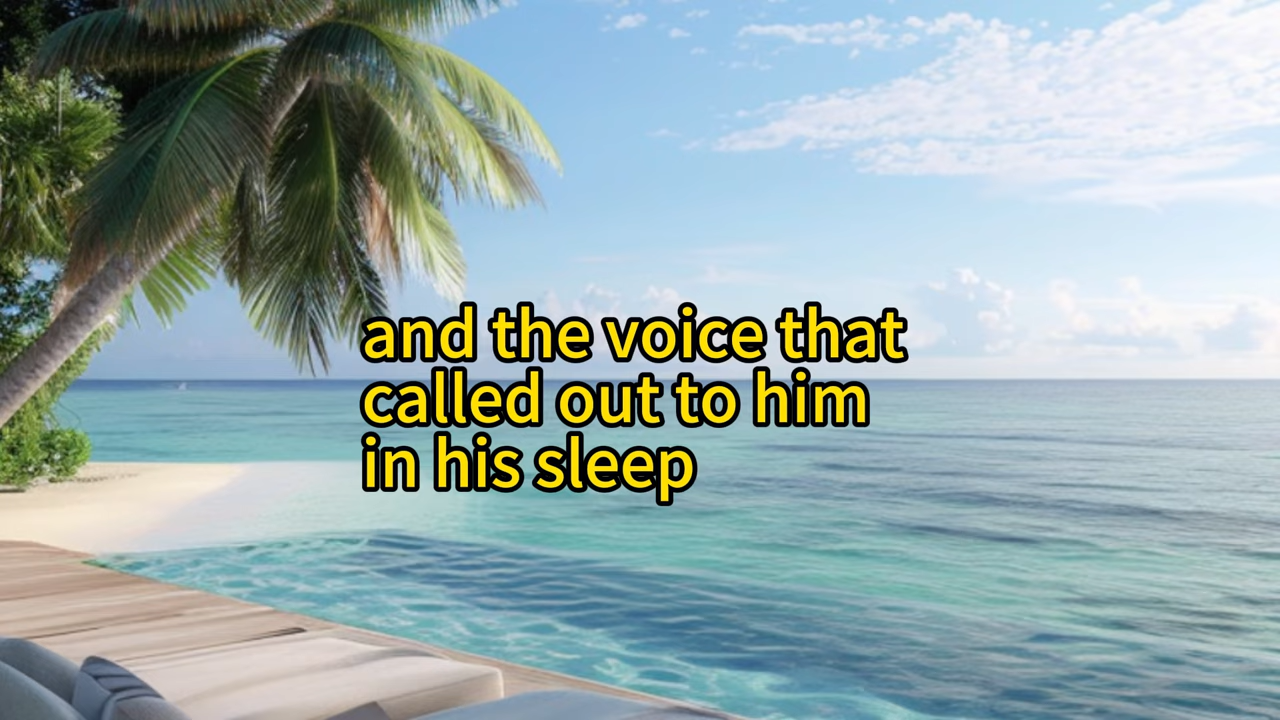 and the voice that
called out to him
in his sleep